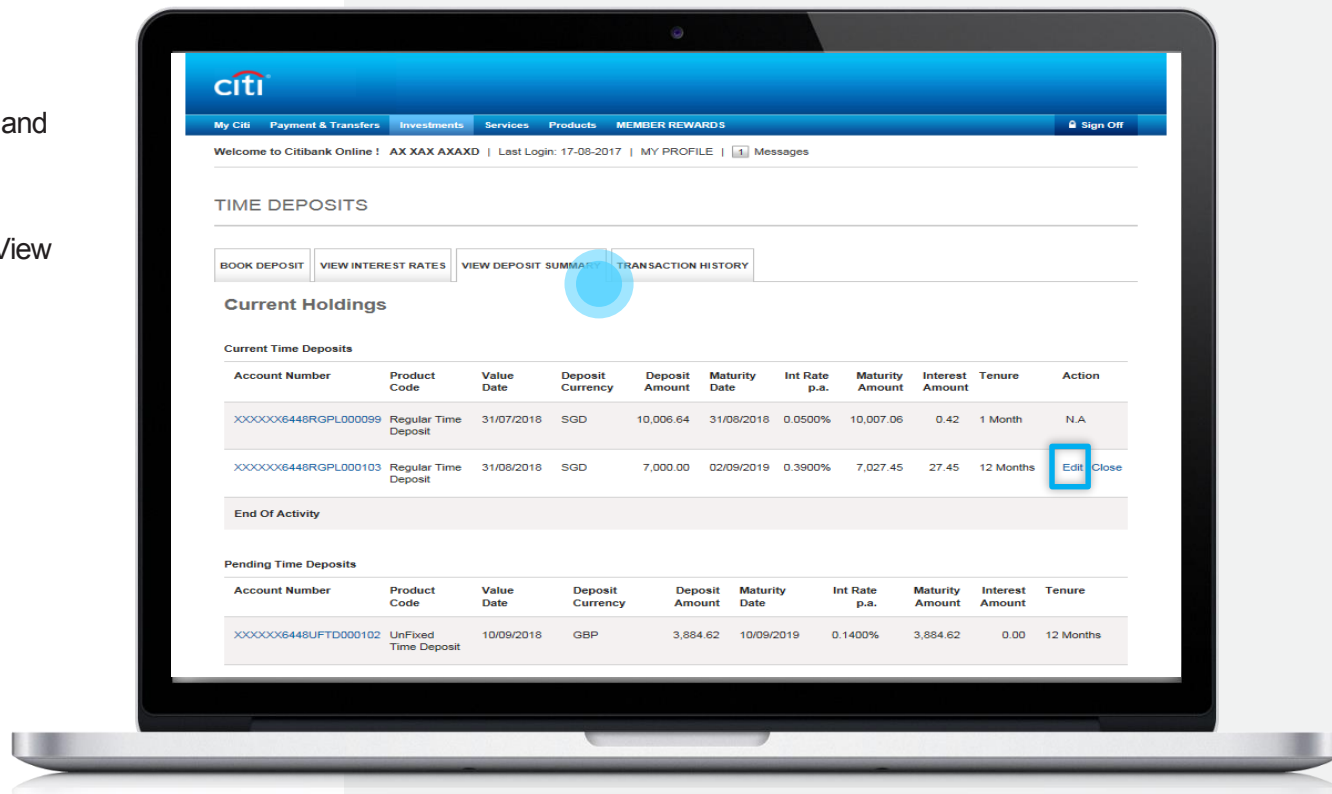 and
View
citi
My Citi Payment & Transfers Investments Services Products MEMBER REWARDS Sign Off
Welcome to Citibank Online ! AX XAX AXAXD | Last Login: 17-08-2017 | MY PROFILE | 1 Messages
TIME DEPOSITS
BOOK DEPOSIT VIEW INTEREST RATES VIEW DEPOSIT SUMMARY TRANSACTION HISTORY
Current Holdings
Current Time Deposits
Account Number Product Value Deposit Deposit Maturity Int Rate Maturity Interest Tenure Action
Code Date Currency Amount Date p.a. Amount Amount
XXXXXX6448RGPL000099 Regular Time 31/07/2018 SGD 10,006.64 31/08/2018 0.0500% 10,007.06 0.42 1 Month N.A
Deposit
XXXXXX6448RGPL000103 Regular Time 31/08/2018 SGD 7,000.00 02/09/2019 0.3900% 7,027.45 27.45 12 Months Edit Close
Deposit
End Of Activity
Pending Time Deposits
Account Number Product Value Deposit Deposit Maturity Int Rate Maturity Interest Tenure
Code Date Currency Amount Date p.a. Amount Amount
XXXXXX6448UFTD000102 UnFixed 10/09/2018 GBP 3,884.62 10/09/2019 0.1400% 3,884.62 0.00 12 Months
Time Deposit